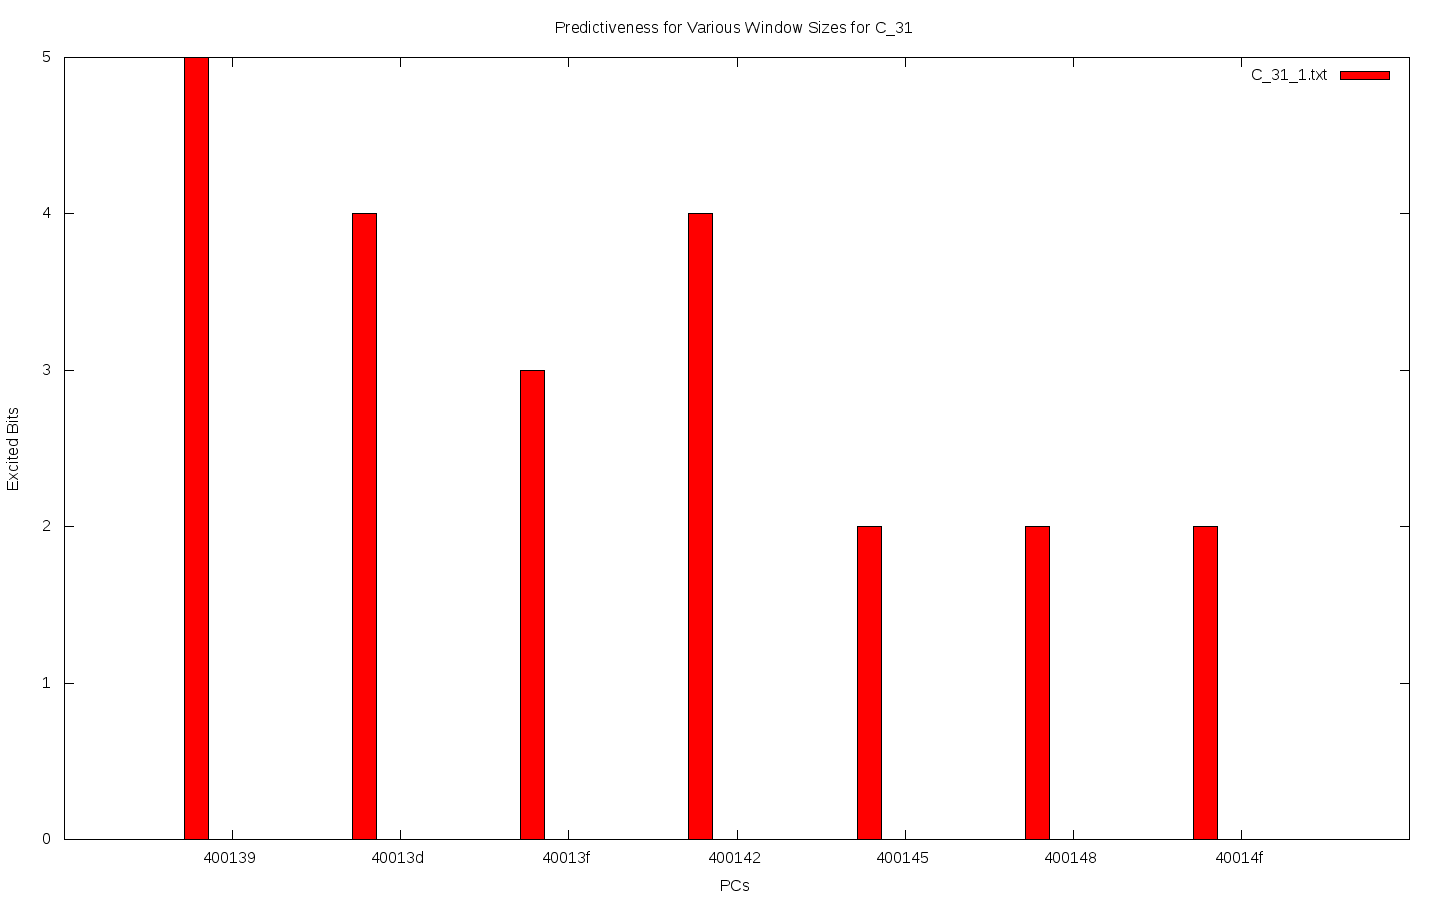 Predictiveness for Various Window Sizes for C_31
C_31_1.txt
5
4
3
2
1
0
Excited Bits
400139 40013d 40013f 400142 400145 400148 40014f
PCs